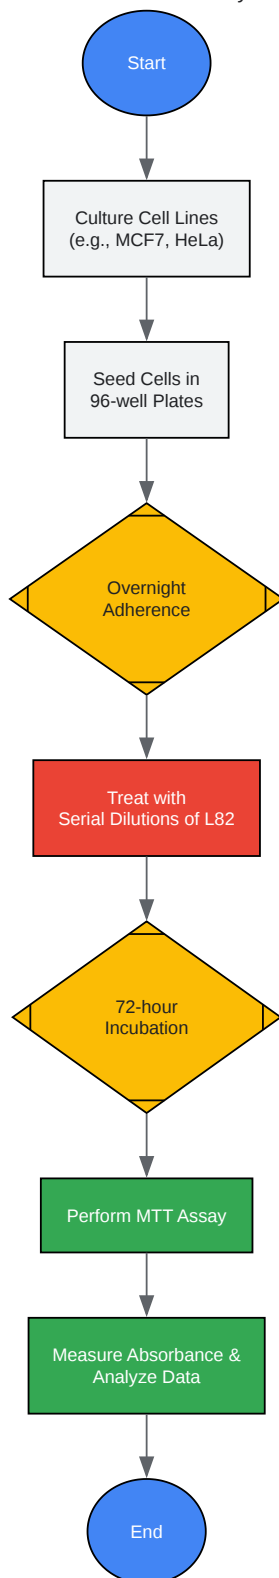 Start
Culture Cell Lines
(e.g., MCF7, HeLa)
Seed Cells in
96-well Plates
Overnight
Adherence
Treat with
Serial Dilutions of L82
72-hour
Incubation
Perform MTT Assay
Measure Absorbance &
Analyze Data
End